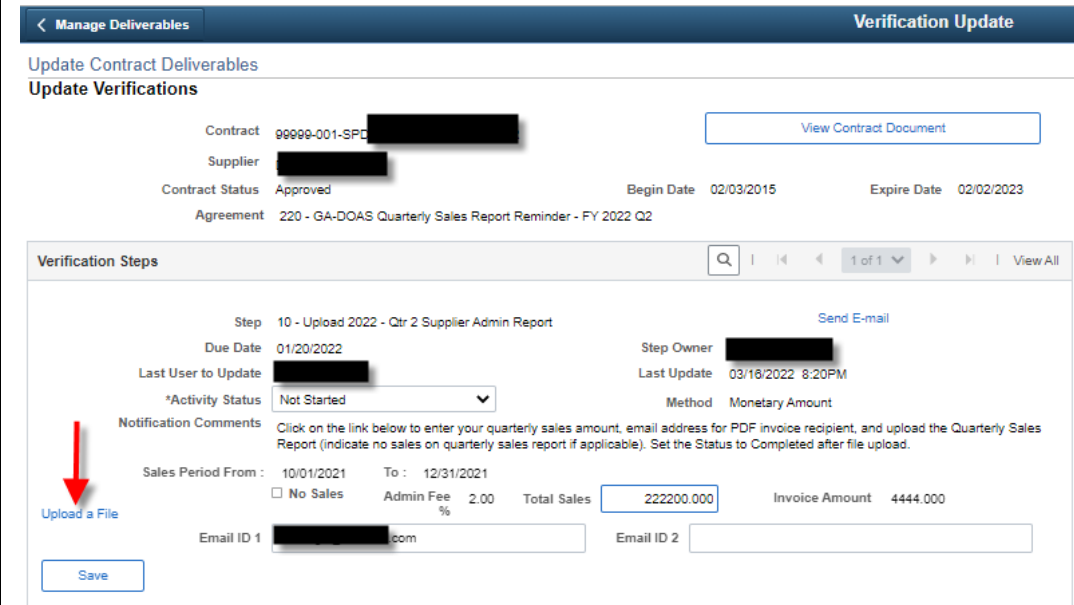 Manage Deliverables
Verification Update
Update Contract Deliverables
Update Verifications
Contract 99999-001-SPD
View Contract Document
Supplier
Contract Status Approved Begin Date 02/03/2015 Expire Date 02/02/2023
Agreement 220 - GA-DOAS Quarterly Sales Report Reminder - FY 2022 Q2
Verification Steps 1 of 1 View All
Step 10 - Upload 2022 - Qtr 2 Supplier Admin Report Send E-mail
Due Date 01/20/2022 Step Owner
Last User to Update Last Update 03/16/2022 8:20PM
*Activity Status Not Started Method Monetary Amount
Notification Comments Click on the link below to enter your quarterly sales amount, email address for PDF invoice recipient, and upload the Quarterly Sales
Report (indicate no sales on quarterly sales report if applicable). Set the Status to Completed after file upload.
Sales Period From : 10/01/2021 To : 12/31/2021
No Sales Admin Fee % 2.00 Total Sales 222200.000 Invoice Amount 4444.000
Upload a File
Email ID 1 .com Email ID 2
Save